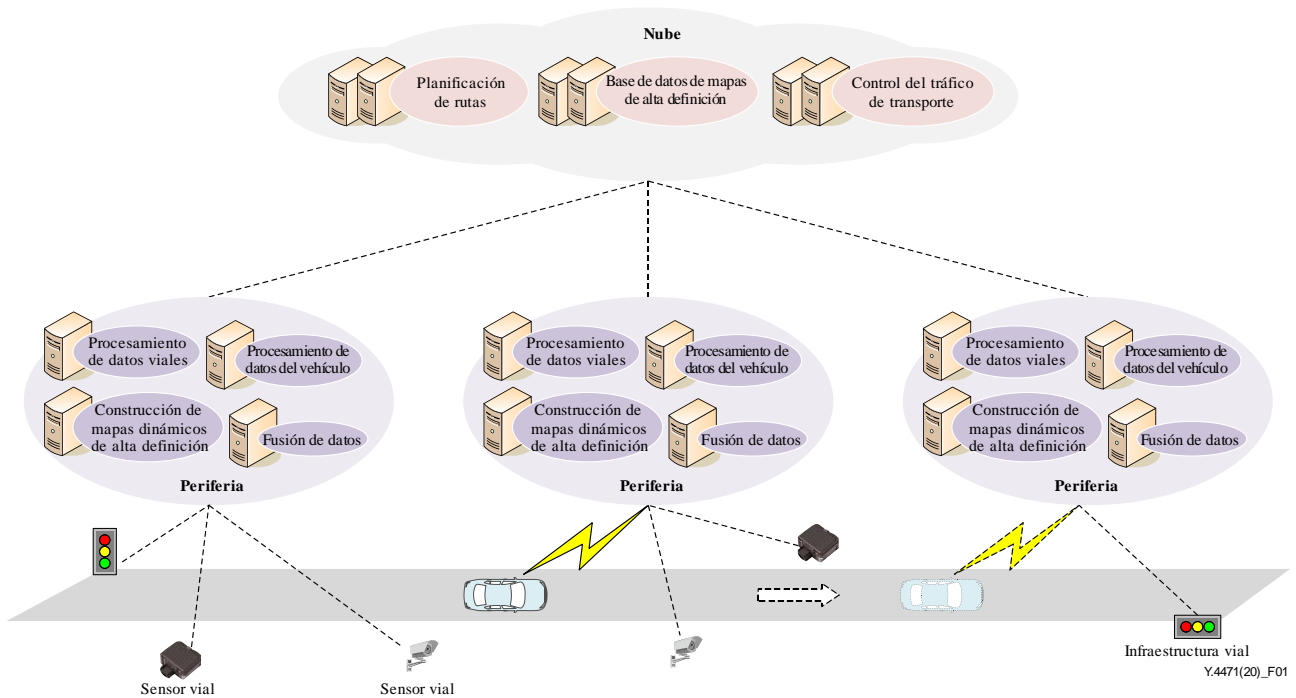 Nube
Planificación
de rutas
Base de datos de mapas
de alta definición
Control del tráfico
de transporte
Procesamiento
de datos viales
Procesamiento de
datos del vehículo
Construcción de
mapas dinámicos
de alta definición
Fusión de datos
Periferia
Procesamiento
de datos viales
Procesamiento de
datos del vehículo
Construcción de
mapas dinámicos
de alta definición
Fusión de datos
Periferia
Procesamiento
de datos viales
Procesamiento de
datos del vehículo
Construcción de
mapas dinámicos
de alta definición
Fusión de datos
Periferia
Sensor vial
Sensor vial
Infraestructura vial
Y.4471(20)_F01